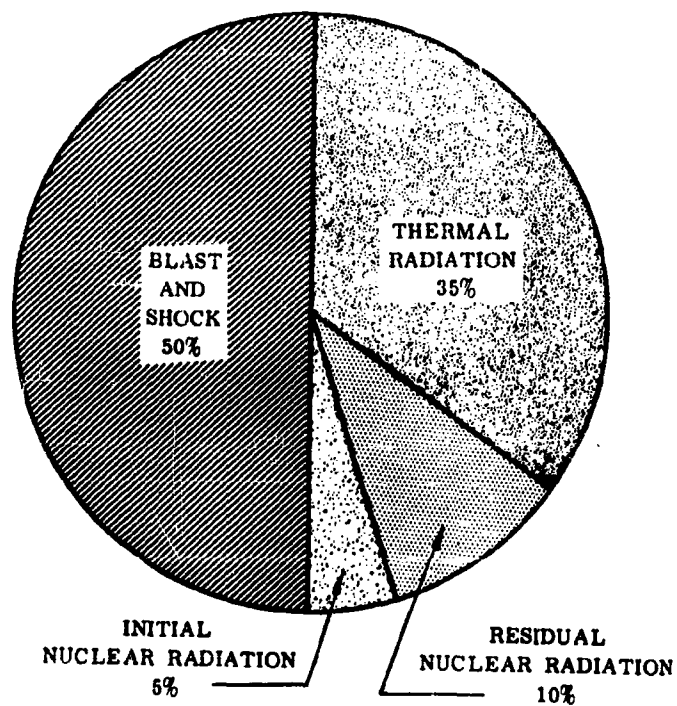 THERMAL
RADIATION
35%
BLAST
AND
SHOCK
50%
INITIAL
NUCLEAR RADIATION
5%
RESIDUAL
NUCLEAR RADIATION
10%